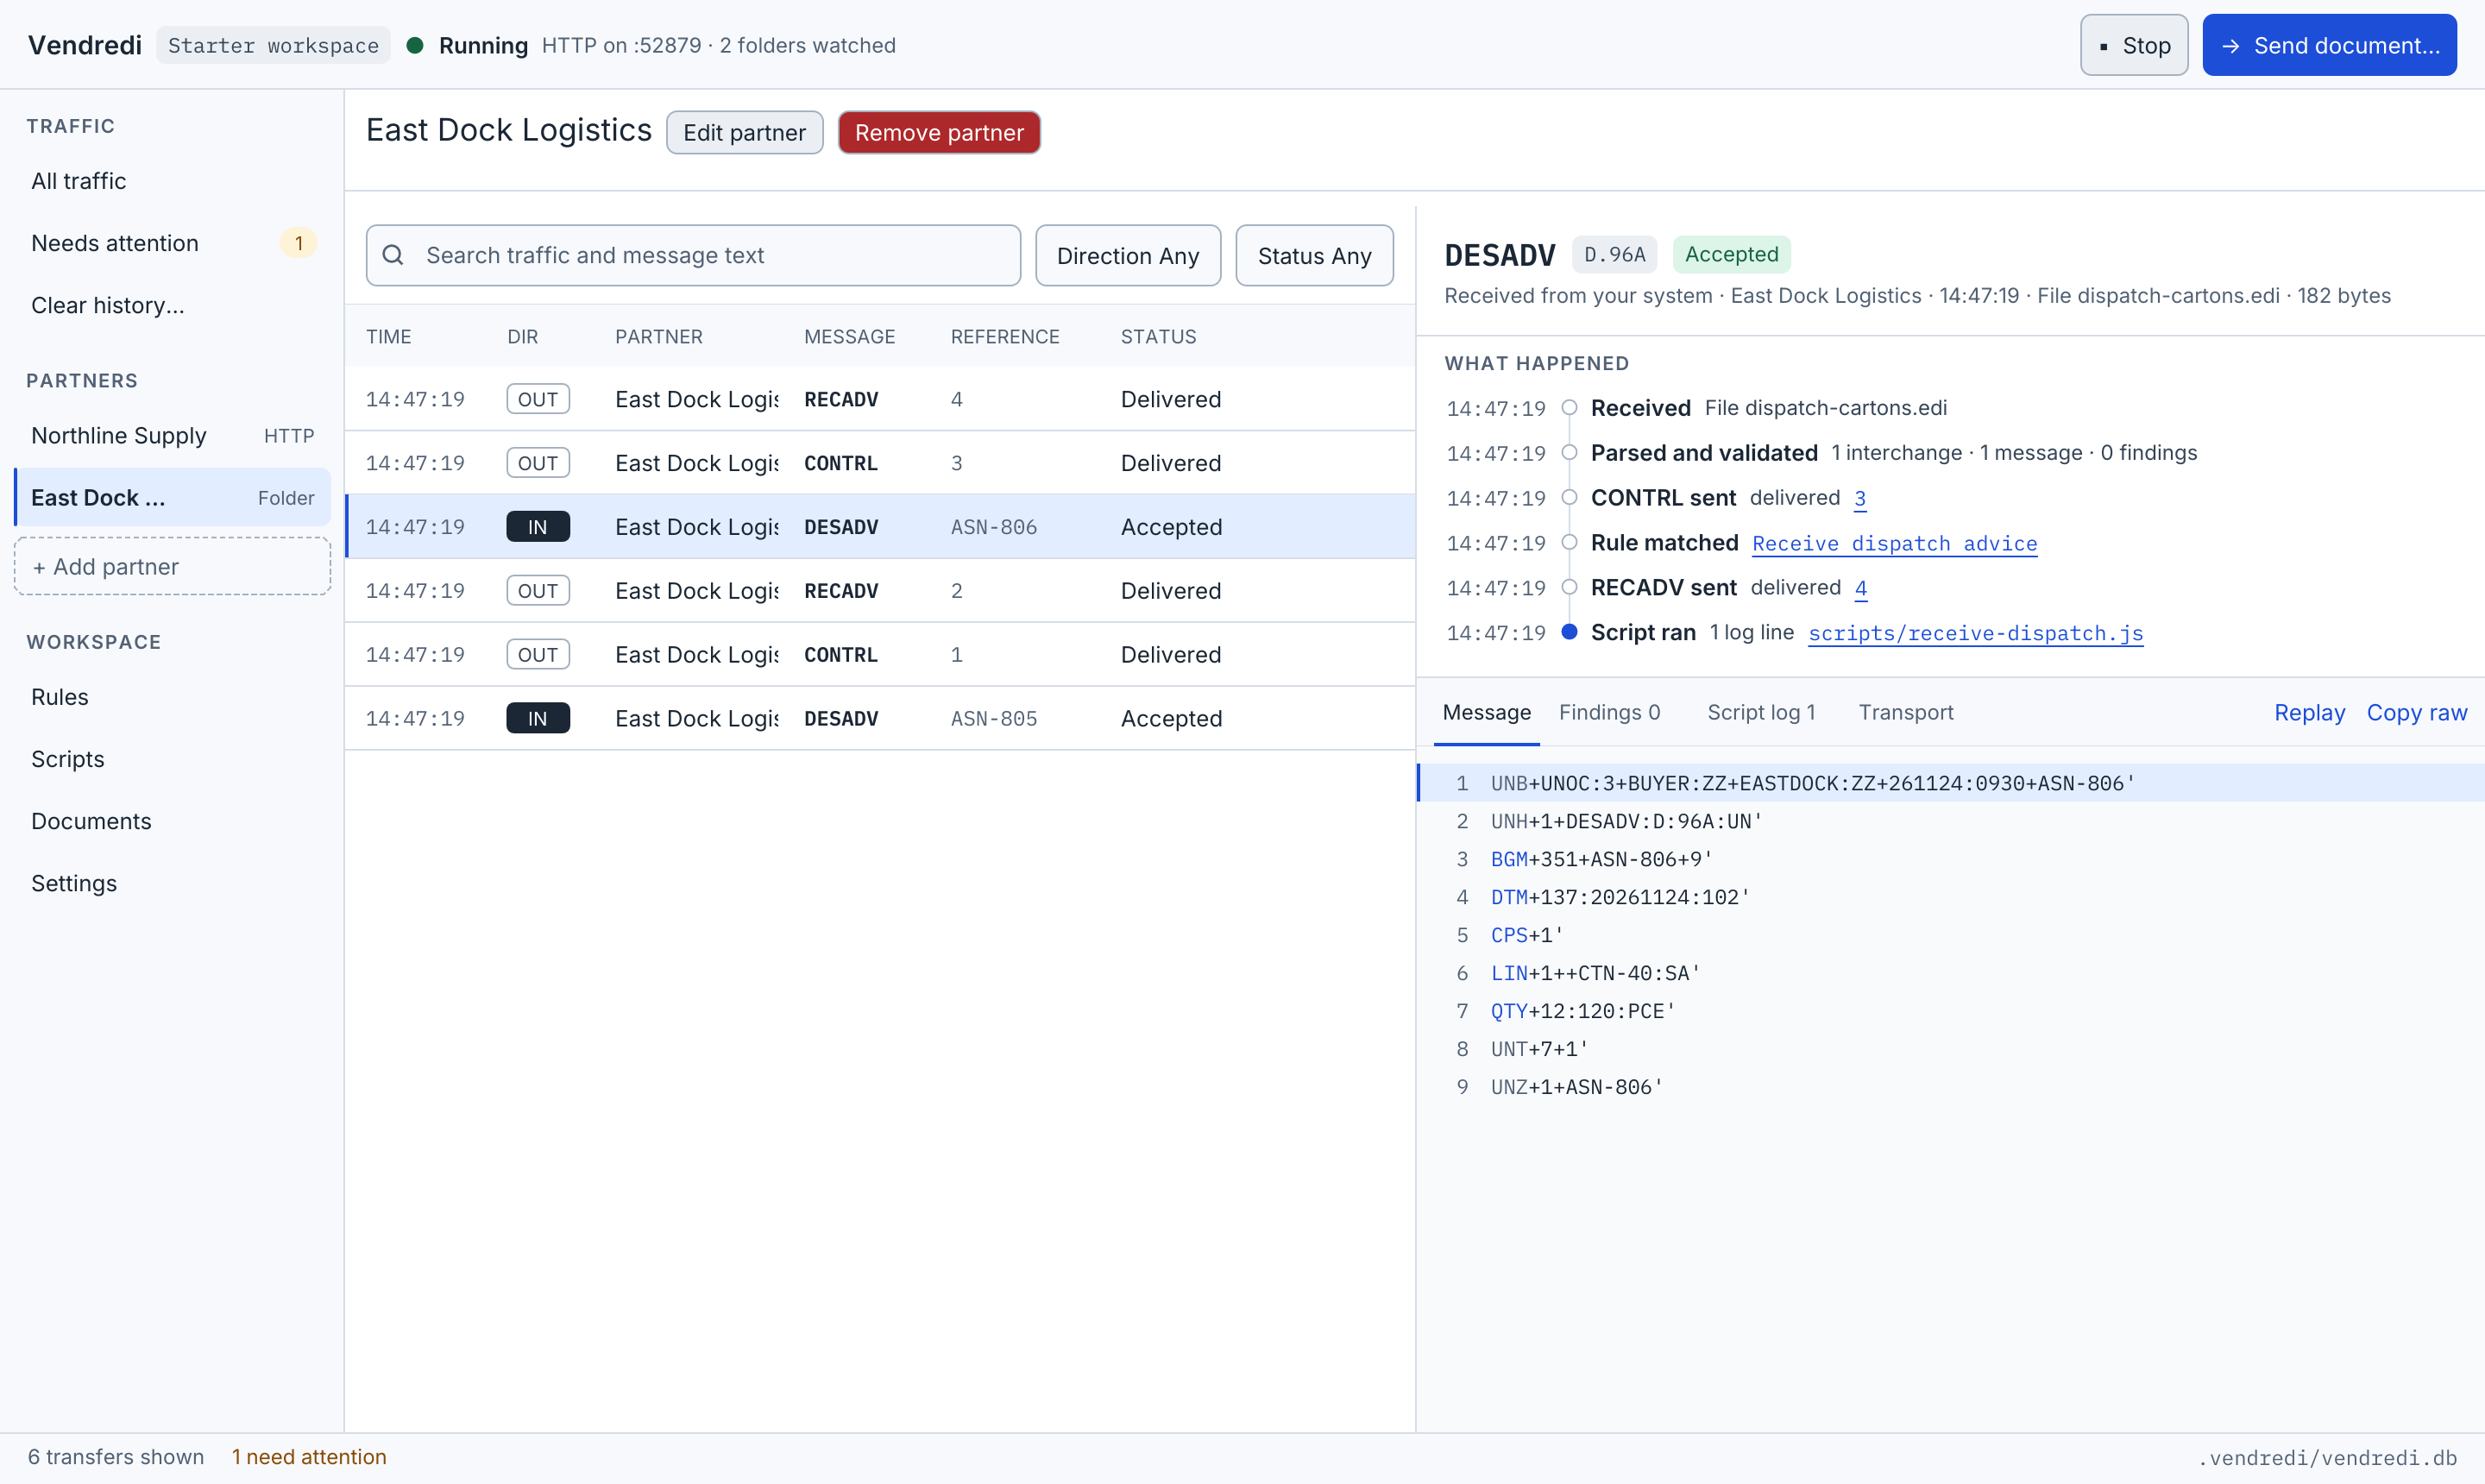 Vendredi Starter workspace Running HTTP on :52879 · 2 folders watched ▪ Stop → Send document...
TRAFFIC
All traffic
Needs attention 1
Clear history...
PARTNERS
Northline Supply HTTP
East Dock ... Folder
+ Add partner
WORKSPACE
Rules
Scripts
Documents
Settings
East Dock Logistics Edit partner Remove partner
Search traffic and message text Direction Any Status Any
TIME DIR PARTNER MESSAGE REFERENCE STATUS
14:47:19 OUT East Dock Logis RECADV 4 Delivered
14:47:19 OUT East Dock Logis CONTRL 3 Delivered
14:47:19 IN East Dock Logis DESADV ASN-806 Accepted
14:47:19 OUT East Dock Logis RECADV 2 Delivered
14:47:19 OUT East Dock Logis CONTRL 1 Delivered
14:47:19 IN East Dock Logis DESADV ASN-805 Accepted
DESADV D.96A Accepted
Received from your system · East Dock Logistics · 14:47:19 · File dispatch-cartons.edi · 182 bytes
WHAT HAPPENED
14:47:19 Received File dispatch-cartons.edi
14:47:19 Parsed and validated 1 interchange · 1 message · 0 findings
14:47:19 CONTRL sent delivered 3
14:47:19 Rule matched Receive dispatch advice
14:47:19 RECADV sent delivered 4
14:47:19 Script ran 1 log line scripts/receive-dispatch.js
Message Findings 0 Script log 1 Transport Replay Copy raw
1 UNB+UNOC:3+BUYER:ZZ+EASTDOCK:ZZ+261124:0930+ASN-806'
2 UNH+1+DESADV:D:96A:UN'
3 BGM+351+ASN-806+9'
4 DTM+137:20261124:102'
5 CPS+1'
6 LIN+1++CTN-40:SA'
7 QTY+12:120:PCE'
8 UNT+7+1'
9 UNZ+1+ASN-806'
6 transfers shown 1 need attention .vendredi/vendredi.db